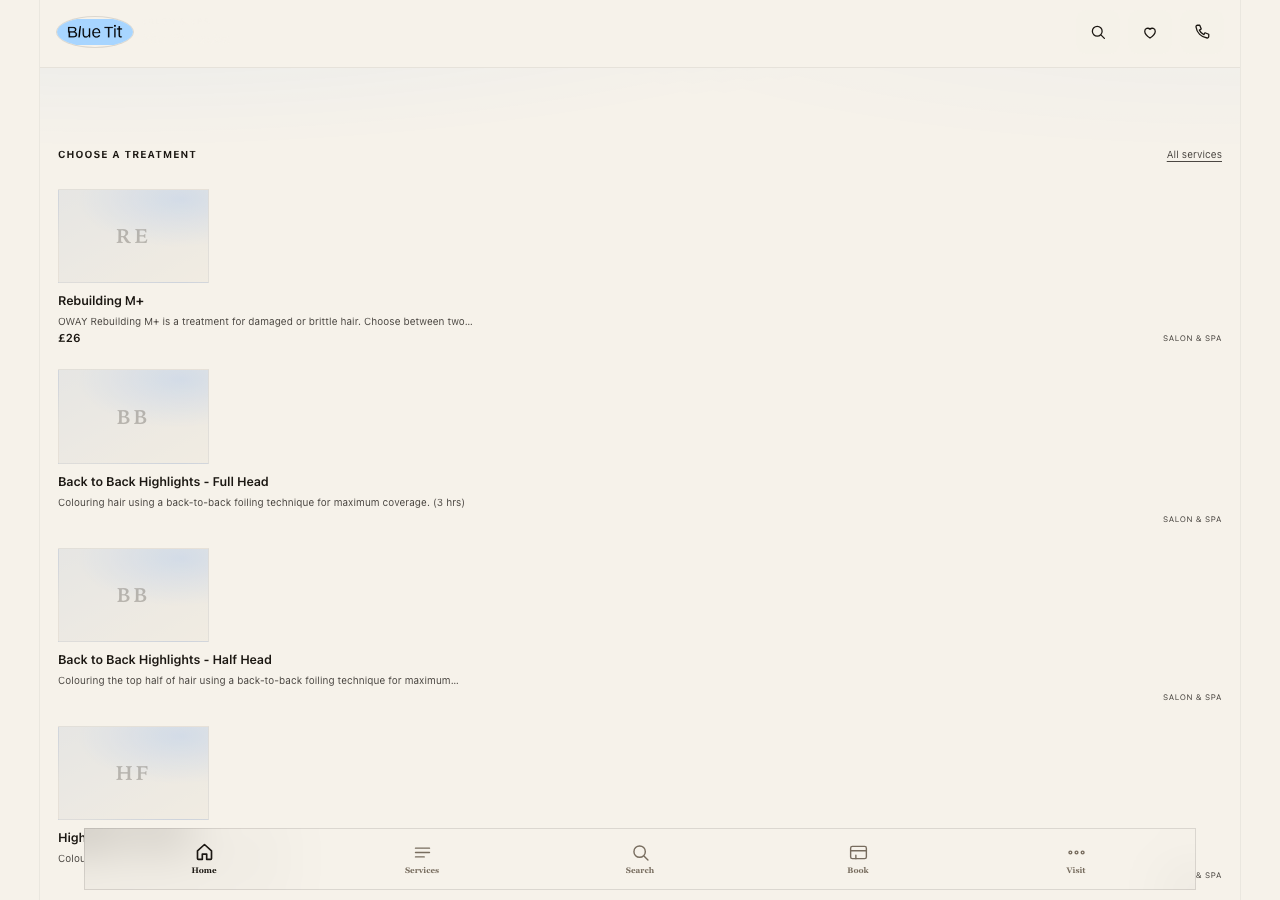 Blue Tit
CHOOSE A TREATMENT
All services
RE
Rebuilding M+
OWAY Rebuilding M+ is a treatment for damaged or brittle hair. Choose between two...
£26
SALON & SPA
BB
Back to Back Highlights - Full Head
Colouring hair using a back-to-back foiling technique for maximum coverage. (3 hrs)
SALON & SPA
BB
Back to Back Highlights - Half Head
Colouring the top half of hair using a back-to-back foiling technique for maximum...
SALON & SPA
HF
High
Colou
& SPA
Home
Services
Search
Book
Visit